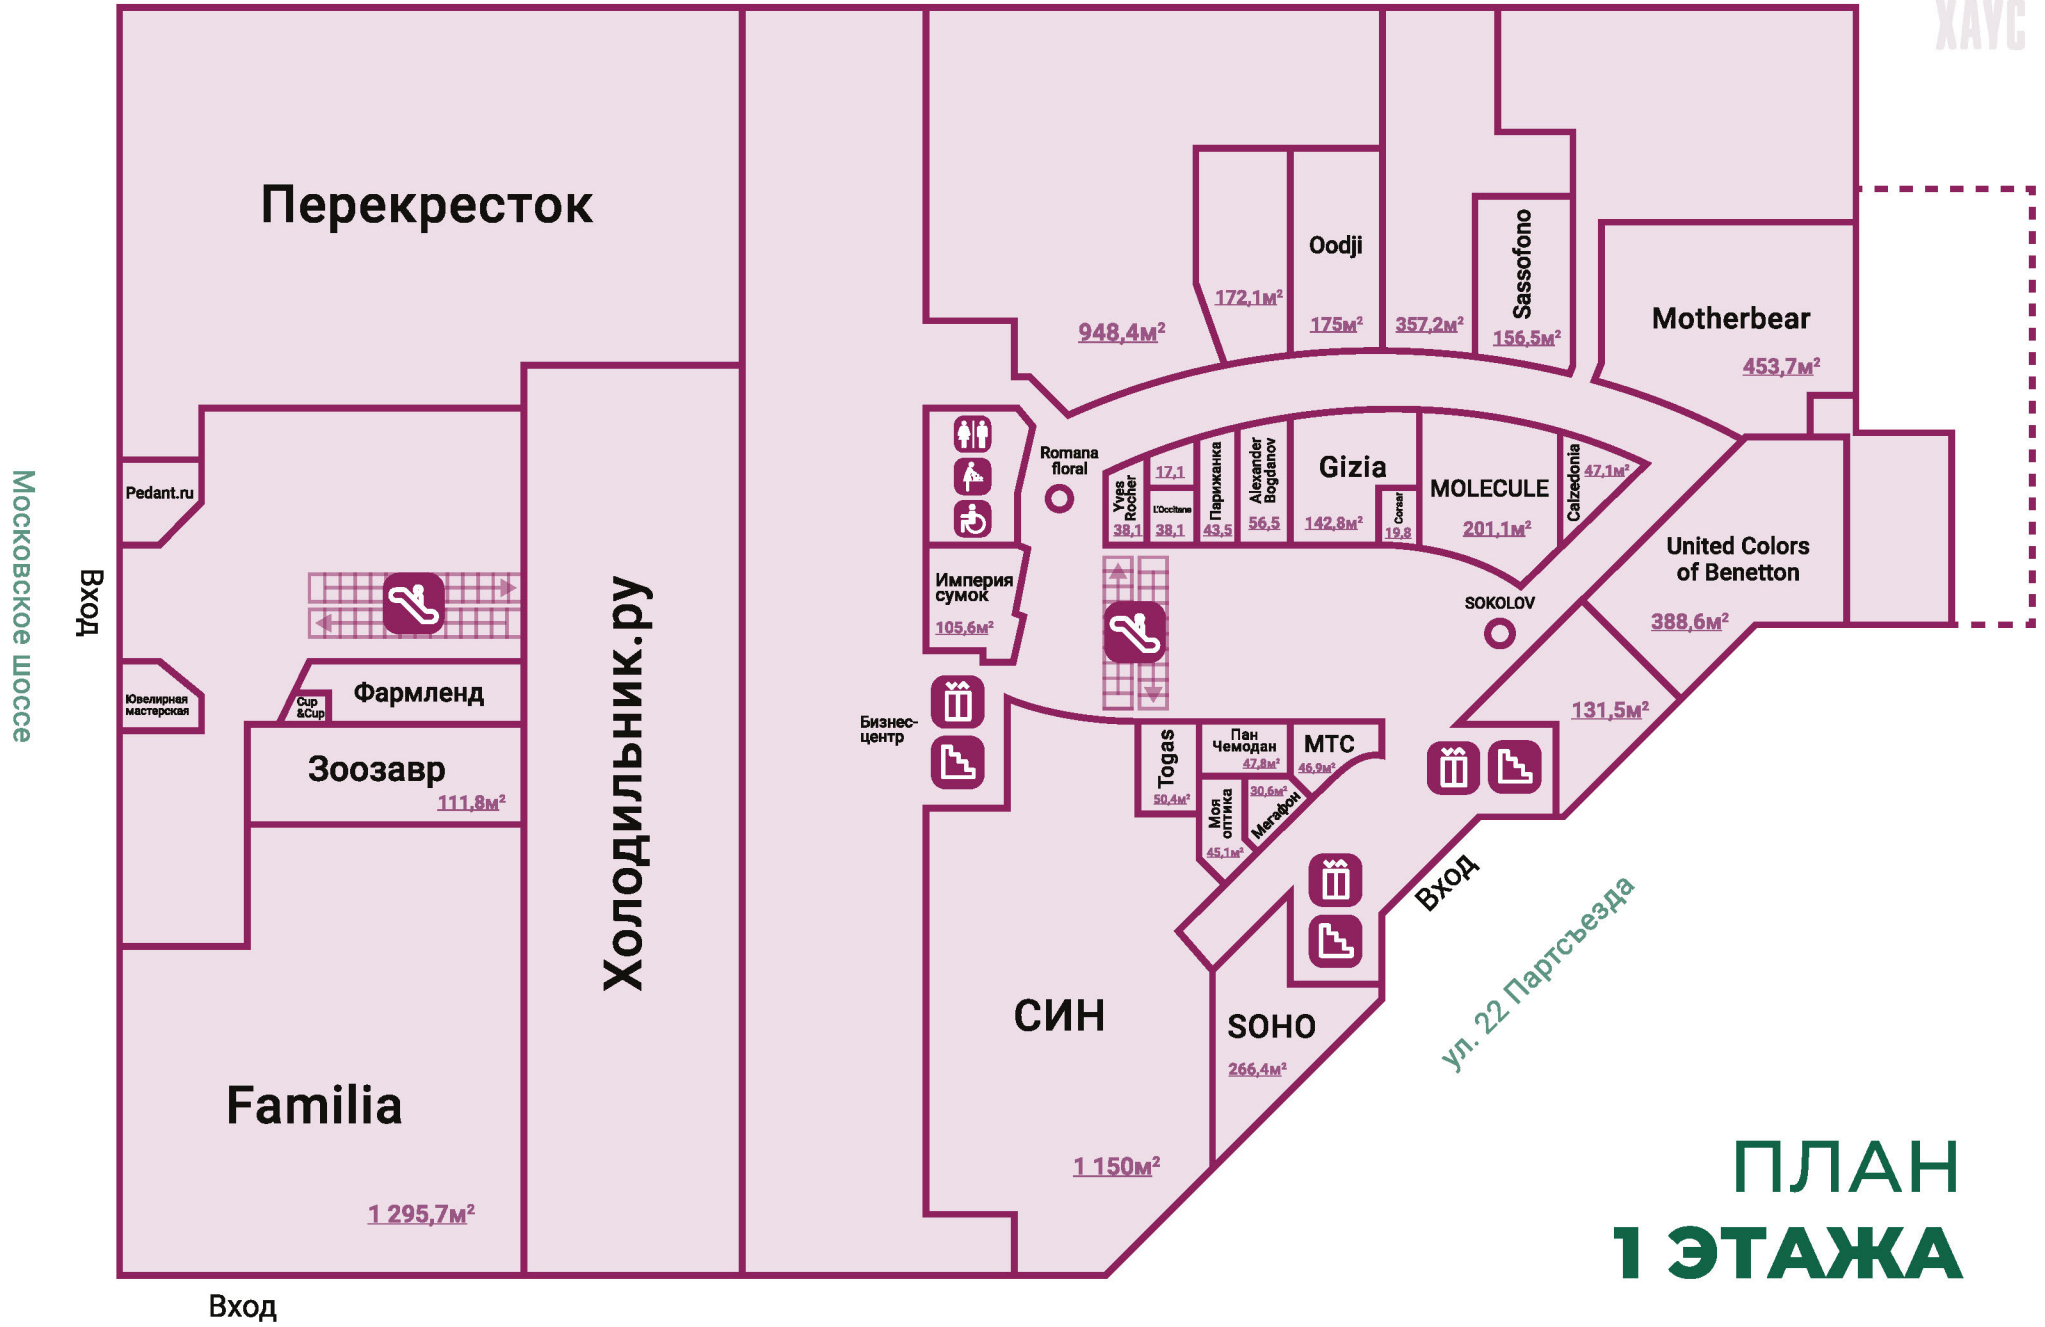 ХАУС
Перекресток
Oodji
Sassofono
172,1м²
948,4м²
175м²
357,2м²
156,5м²
Motherbear
453,7м²
Московское шоссе
Pedant.ru
Вход
Romana
floral
Yves
Rocher
38,1
17,1
L'Occitane
38,1
Парижанка
43,5
Alexander
Bogdanov
56,5
Gizia
142,8м²
Corsar
19,8
MOLECULE
201,1м²
Calzedonia
47,1м²
United Colors
of Benetton
388,6м²
Империя
сумок
105,6м²
SOKOLOV
Холодильник.ру
Ювелирная
мастерская
Cup
&Cup
Фармленд
Зоозавр
111,8м²
Бизнес-
центр
Togas
50,4м²
Пан
Чемодан
47,8м²
МТС
46,9м²
Моя
оптика
45,1м²
30,6м²
Мегафон
131,5м²
Вход
ул. 22 Партсъезда
СИН
1 150м²
SOHO
266,4м²
Familia
1 295,7м²
Вход
ПЛАН
1 ЭТАЖА